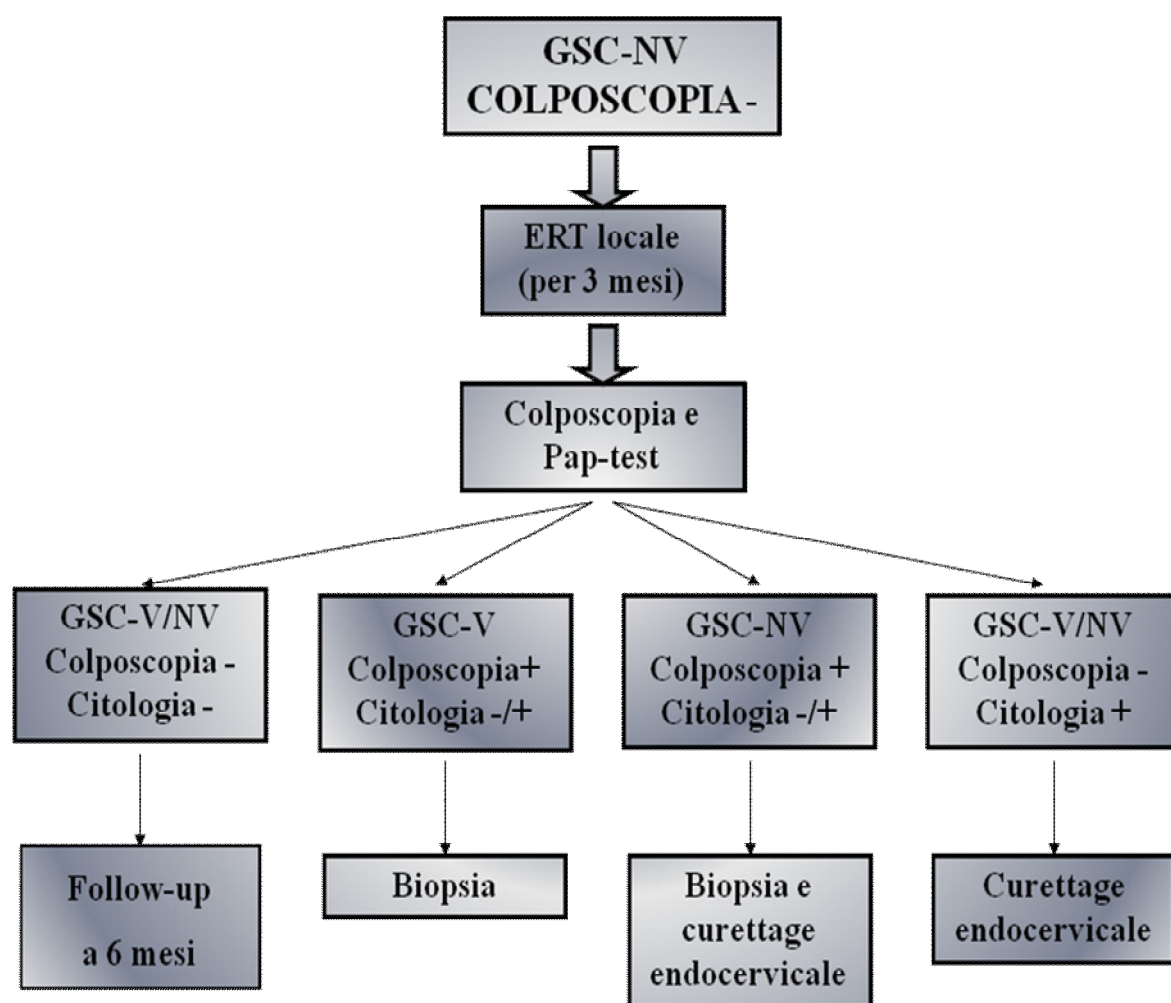 GSC-NV
COLPOSCOPIA -
ERT locale
(per 3 mesi)
Colposcopia e
Pap-test
GSC-V/NV
Colposcopia -
Citologia -
GSC-V
Colposcopia+
Citologia -/+
GSC-NV
Colposcopia +
Citologia -/+
GSC-V/NV
Colposcopia -
Citologia +
Follow-up
a 6 mesi
Biopsia
Biopsia e
curettage
endocervicale
Curettage
endocervicale